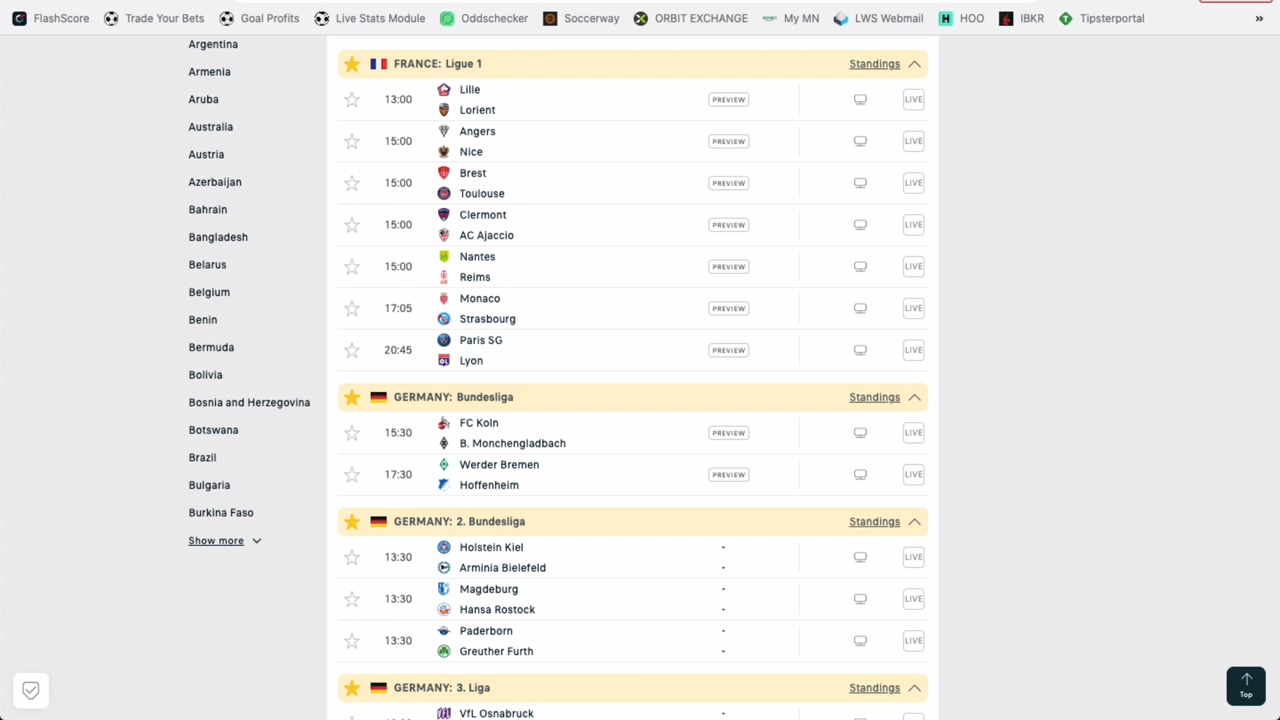 FlashScore Trade Your Bets Goal Profits Live Stats Module Oddschecker Soccerway ORBIT EXCHANGE My MN LWS Webmail HOO IBKR Tipsterportal »
Argentina
Armenia
Aruba
Australia
Austria
Azerbaijan
Bahrain
Bangladesh
Belarus
Belgium
Benin
Bermuda
Bolivia
Bosnia and Herzegovina
Botswana
Brazil
Bulgaria
Burkina Faso
Show more
FRANCE: Ligue 1 Standings
13:00 Lille PREVIEW LIVE
Lorient
15:00 Angers PREVIEW LIVE
Nice
15:00 Brest PREVIEW LIVE
Toulouse
15:00 Clermont PREVIEW LIVE
AC Ajaccio
15:00 Nantes PREVIEW LIVE
Reims
17:05 Monaco PREVIEW LIVE
Strasbourg
20:45 Paris SG PREVIEW LIVE
Lyon
GERMANY: Bundesliga Standings
15:30 FC Koln PREVIEW LIVE
B. Monchengladbach
17:30 Werder Bremen PREVIEW LIVE
Hoffenheim
GERMANY: 2. Bundesliga Standings
13:30 Holstein Kiel - LIVE
Arminia Bielefeld -
13:30 Magdeburg - LIVE
Hansa Rostock -
13:30 Paderborn - LIVE
Greuther Furth -
GERMANY: 3. Liga Standings
VfL Osnabruck -
Top